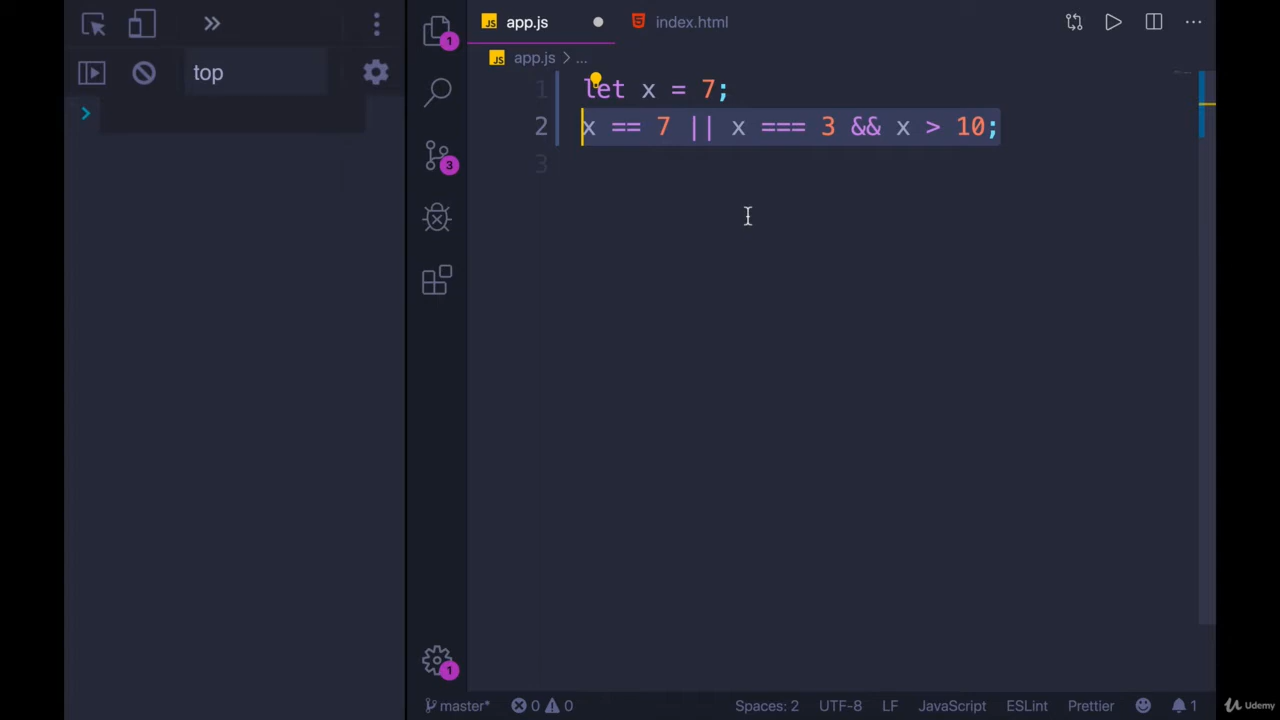 app.js
index.html
top
app.js > ...
1 let x = 7;
2 x == 7 || x === 3 && x > 10;
3
1
3
1
master*
0 0
Spaces: 2
UTF-8
LF
JavaScript
ESLint
Prettier
1
Udemy